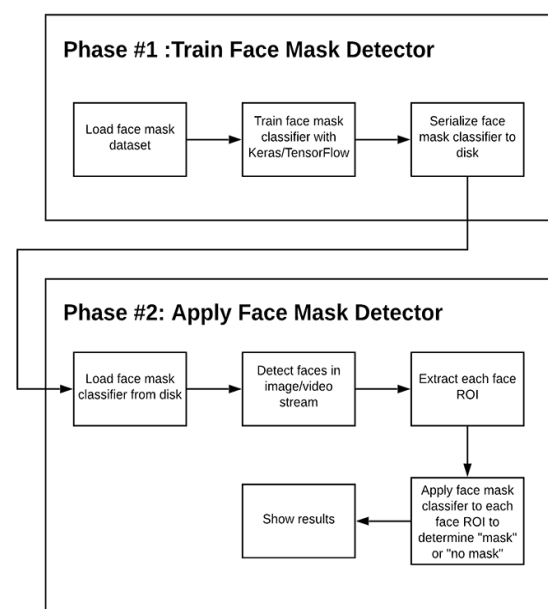 Phase #1 :Train Face Mask Detector
Load face mask
dataset
Train face mask
classifier with
Keras/TensorFlow
Serialize face
mask classifier to
disk
Phase #2: Apply Face Mask Detector
Load face mask
classifier from disk
Detect faces in
image/video
stream
Extract each face
ROI
Apply face mask
classifer to each
face ROI to
determine "mask"
or "no mask"
Show results